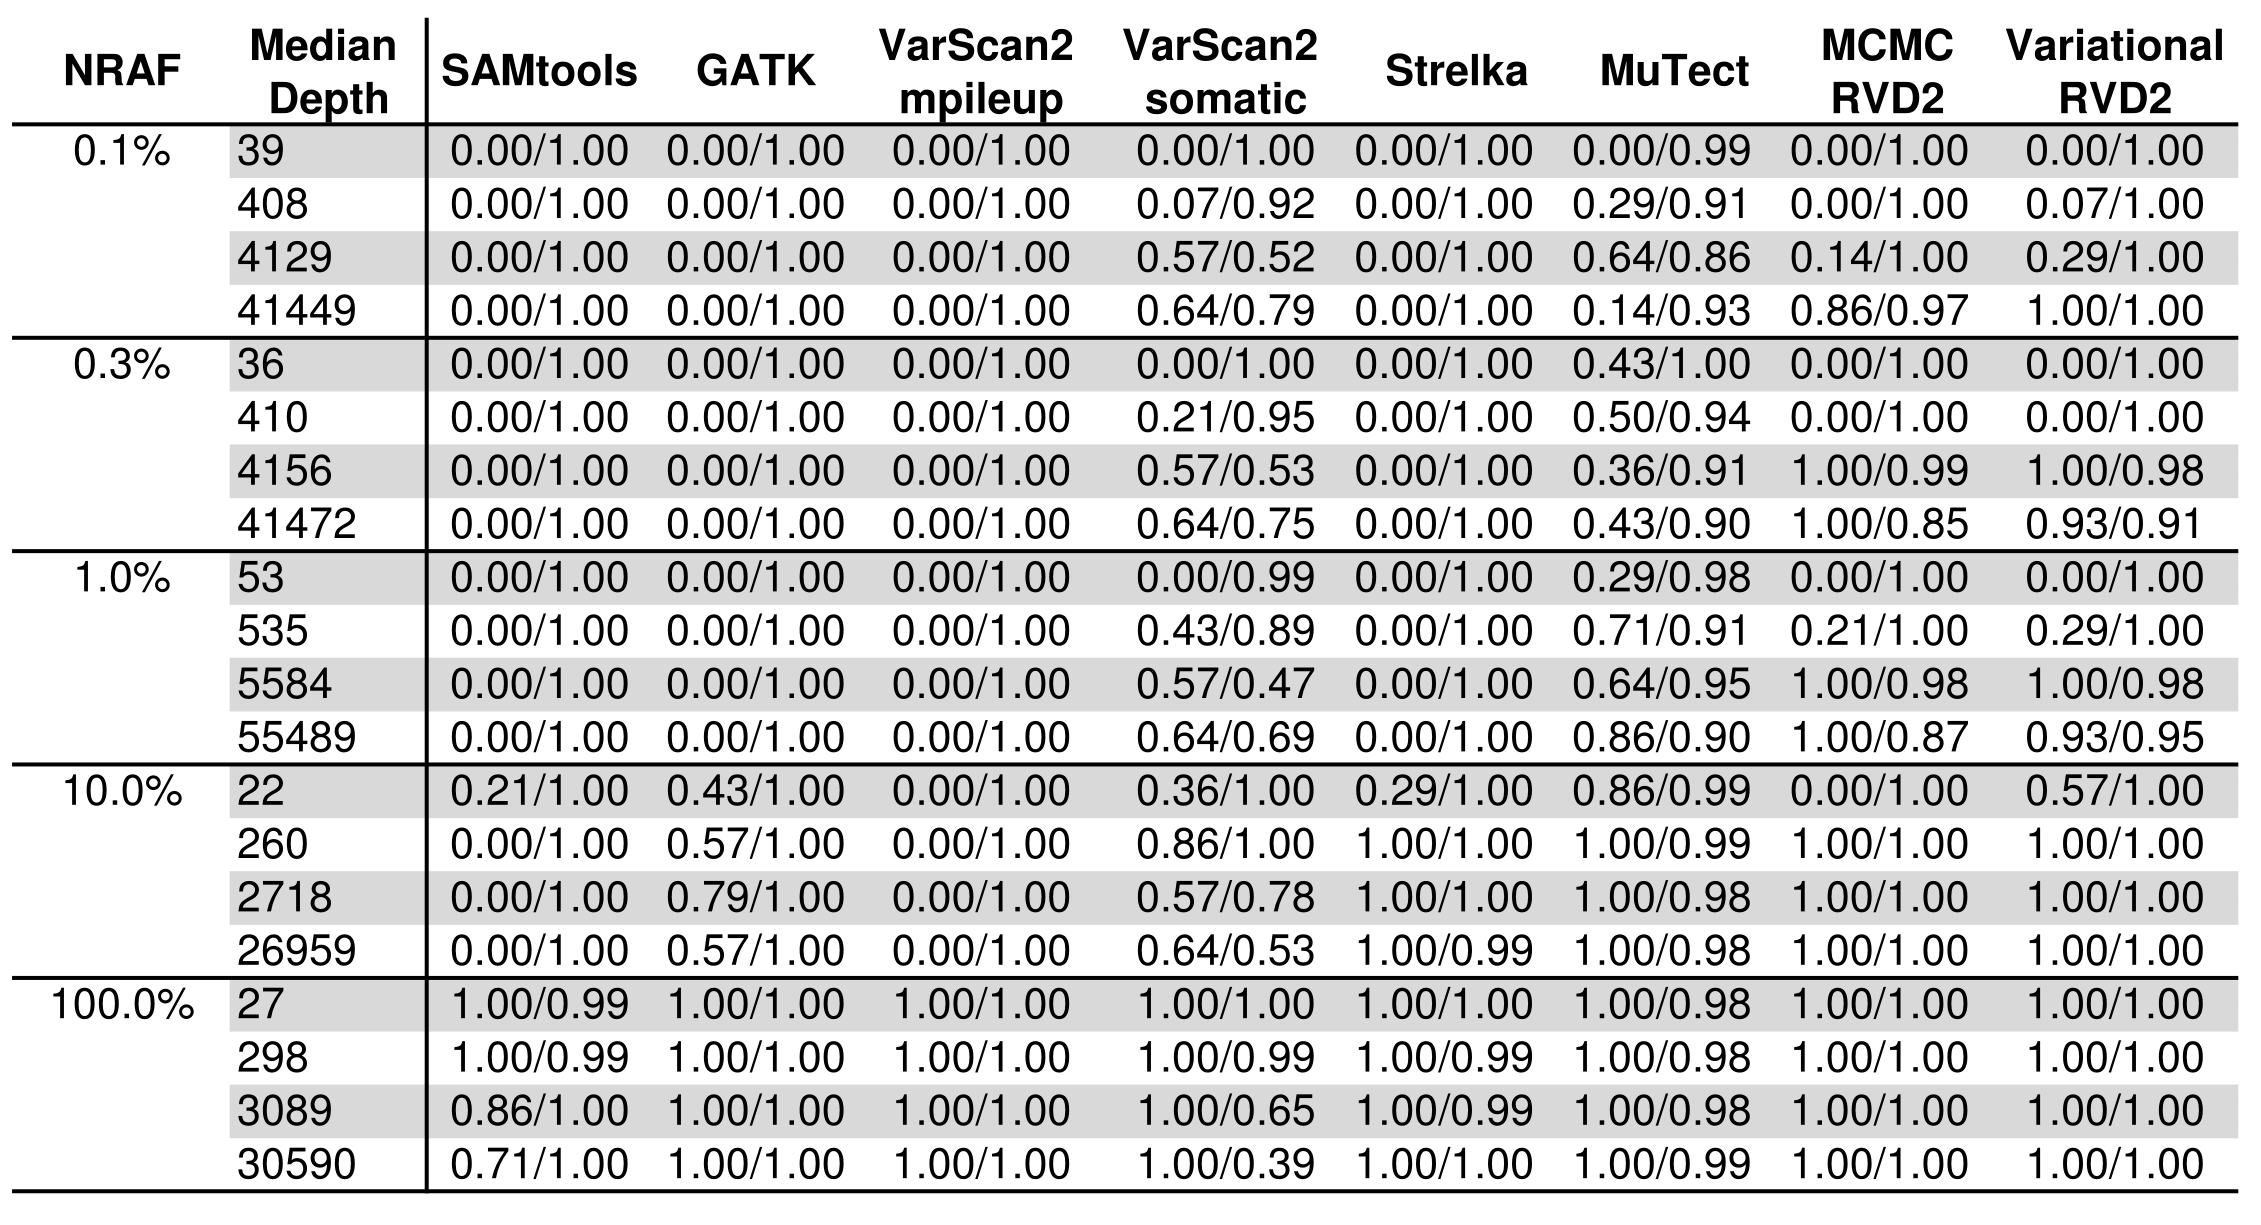 NRAF Median Depth SAMtools GATK VarScan2 mpileup VarScan2 somatic Strelka MuTect MCMC RVD2 Variational RVD2
0.1% 39 0.00/1.00 0.00/1.00 0.00/1.00 0.00/1.00 0.00/1.00 0.00/0.99 0.00/1.00 0.00/1.00
408 0.00/1.00 0.00/1.00 0.00/1.00 0.07/0.92 0.00/1.00 0.29/0.91 0.00/1.00 0.07/1.00
4129 0.00/1.00 0.00/1.00 0.00/1.00 0.57/0.52 0.00/1.00 0.64/0.86 0.14/1.00 0.29/1.00
41449 0.00/1.00 0.00/1.00 0.00/1.00 0.64/0.79 0.00/1.00 0.14/0.93 0.86/0.97 1.00/1.00
0.3% 36 0.00/1.00 0.00/1.00 0.00/1.00 0.00/1.00 0.00/1.00 0.43/1.00 0.00/1.00 0.00/1.00
410 0.00/1.00 0.00/1.00 0.00/1.00 0.21/0.95 0.00/1.00 0.50/0.94 0.00/1.00 0.00/1.00
4156 0.00/1.00 0.00/1.00 0.00/1.00 0.57/0.53 0.00/1.00 0.36/0.91 1.00/0.99 1.00/0.98
41472 0.00/1.00 0.00/1.00 0.00/1.00 0.64/0.75 0.00/1.00 0.43/0.90 1.00/0.85 0.93/0.91
1.0% 53 0.00/1.00 0.00/1.00 0.00/1.00 0.00/0.99 0.00/1.00 0.29/0.98 0.00/1.00 0.00/1.00
535 0.00/1.00 0.00/1.00 0.00/1.00 0.43/0.89 0.00/1.00 0.71/0.91 0.21/1.00 0.29/1.00
5584 0.00/1.00 0.00/1.00 0.00/1.00 0.57/0.47 0.00/1.00 0.64/0.95 1.00/0.98 1.00/0.98
55489 0.00/1.00 0.00/1.00 0.00/1.00 0.64/0.69 0.00/1.00 0.86/0.90 1.00/0.87 0.93/0.95
10.0% 22 0.21/1.00 0.43/1.00 0.00/1.00 0.36/1.00 0.29/1.00 0.86/0.99 0.00/1.00 0.57/1.00
260 0.00/1.00 0.57/1.00 0.00/1.00 0.86/1.00 1.00/1.00 1.00/0.99 1.00/1.00 1.00/1.00
2718 0.00/1.00 0.79/1.00 0.00/1.00 0.57/0.78 1.00/1.00 1.00/0.98 1.00/1.00 1.00/1.00
26959 0.00/1.00 0.57/1.00 0.00/1.00 0.64/0.53 1.00/0.99 1.00/0.98 1.00/1.00 1.00/1.00
100.0% 27 1.00/0.99 1.00/1.00 1.00/1.00 1.00/1.00 1.00/1.00 1.00/0.98 1.00/1.00 1.00/1.00
298 1.00/0.99 1.00/1.00 1.00/1.00 1.00/0.99 1.00/0.99 1.00/0.98 1.00/1.00 1.00/1.00
3089 0.86/1.00 1.00/1.00 1.00/1.00 1.00/0.65 1.00/0.99 1.00/0.98 1.00/1.00 1.00/1.00
30590 0.71/1.00 1.00/1.00 1.00/1.00 1.00/0.39 1.00/1.00 1.00/0.99 1.00/1.00 1.00/1.00